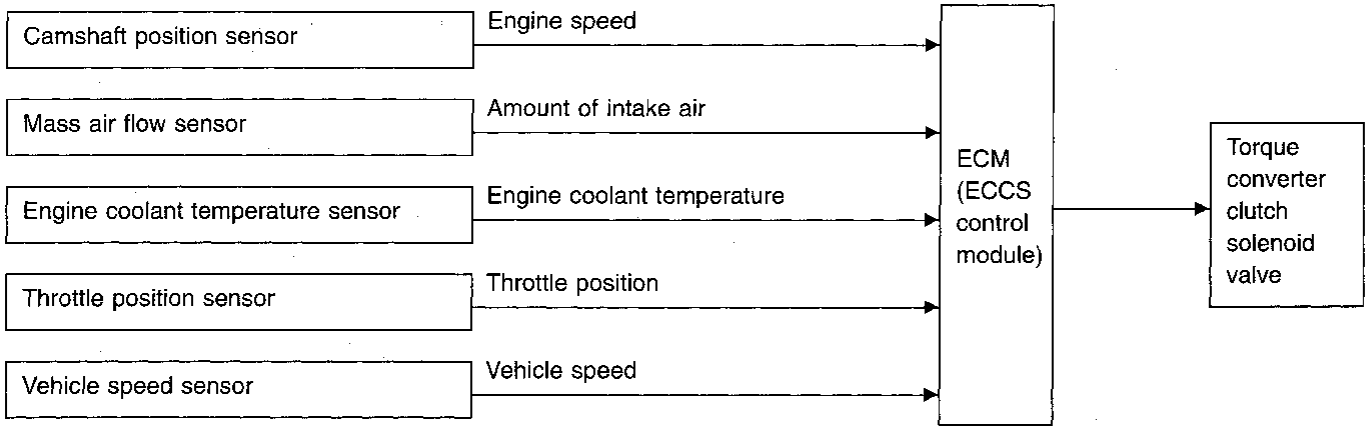 Camshaft position sensor
Engine speed
Mass air flow sensor
Amount of intake air
Engine coolant temperature sensor
Engine coolant temperature
Throttle position sensor
Throttle position
Vehicle speed sensor
Vehicle speed
ECM
(ECCS
control
module)
Torque
converter
clutch
solenoid
valve